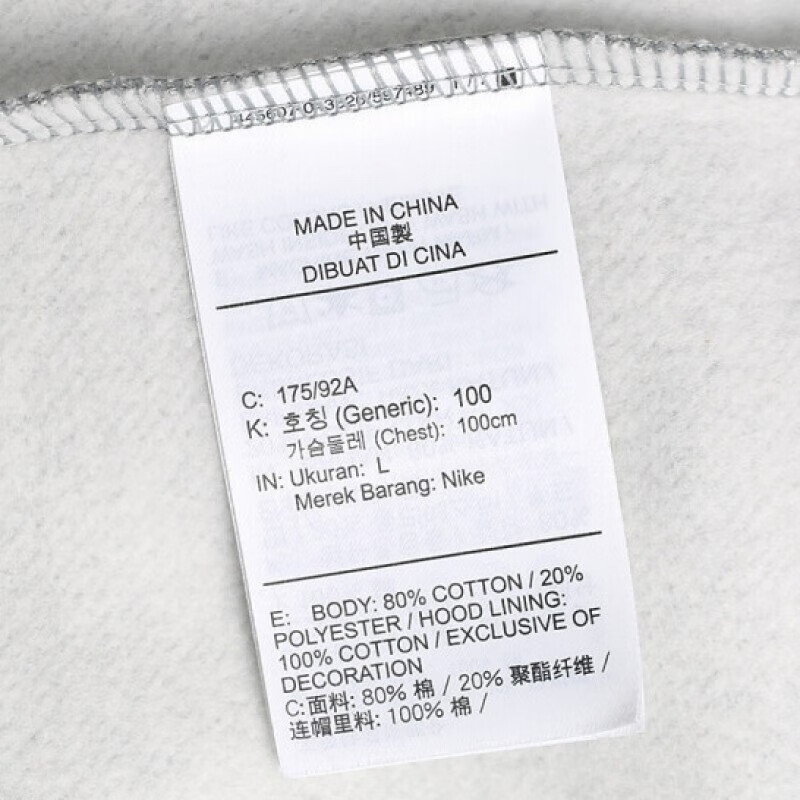 MADE IN CHINA
中国製
DIBUAT DI CINA
C: 175/92A
K: 호칭 (Generic): 100
가슴둘레 (Chest): 100cm
IN: Ukuran: L
Merek Barang: Nike
E: BODY: 80% COTTON / 20%
POLYESTER / HOOD LINING:
100% COTTON / EXCLUSIVE OF
DECORATION
C:面料: 80% 棉 / 20% 聚酯纤维 /
连帽里料: 100% 棉 /